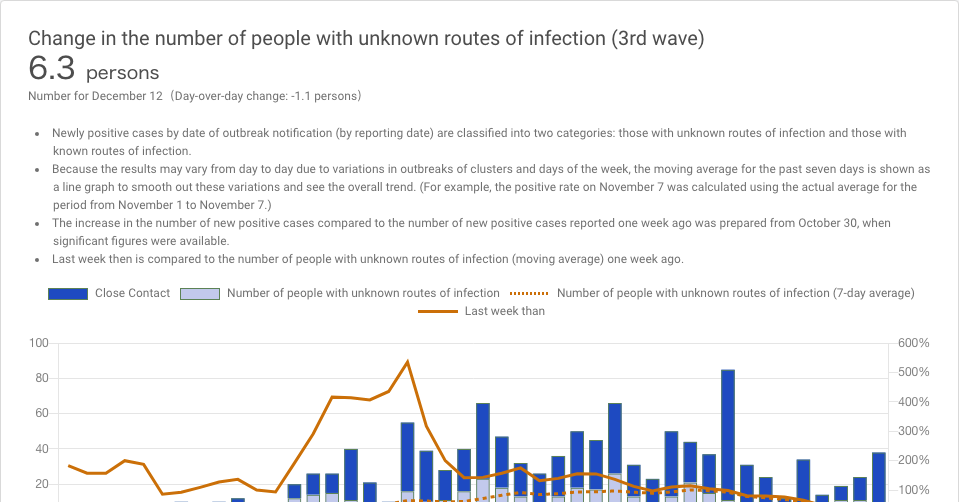 Change in the number of people with unknown routes of infection (3rd wave)
6.3 persons
Number for December 12 (Day-over-day change: -1.1 persons)
Newly positive cases by date of outbreak notification (by reporting date) are classified into two categories: those with unknown routes of infection and those with
known routes of infection.
Because the results may vary from day to day due to variations in outbreaks of clusters and days of the week, the moving average for the past seven days is shown as
a line graph to smooth out these variations and see the overall trend. (For example, the positive rate on November 7 was calculated using the actual average for the
period from November 1 to November 7.)
The increase in the number of new positive cases compared to the number of new positive cases reported one week ago was prepared from October 30, when
significant figures were available.
Last week then is compared to the number of people with unknown routes of infection (moving average) one week ago.
Close Contact Number of people with unknown routes of infection Number of people with unknown routes of infection (7-day average)
Last week than
100 600%
500%
80
400%
60
300%
40
200%
20
100%